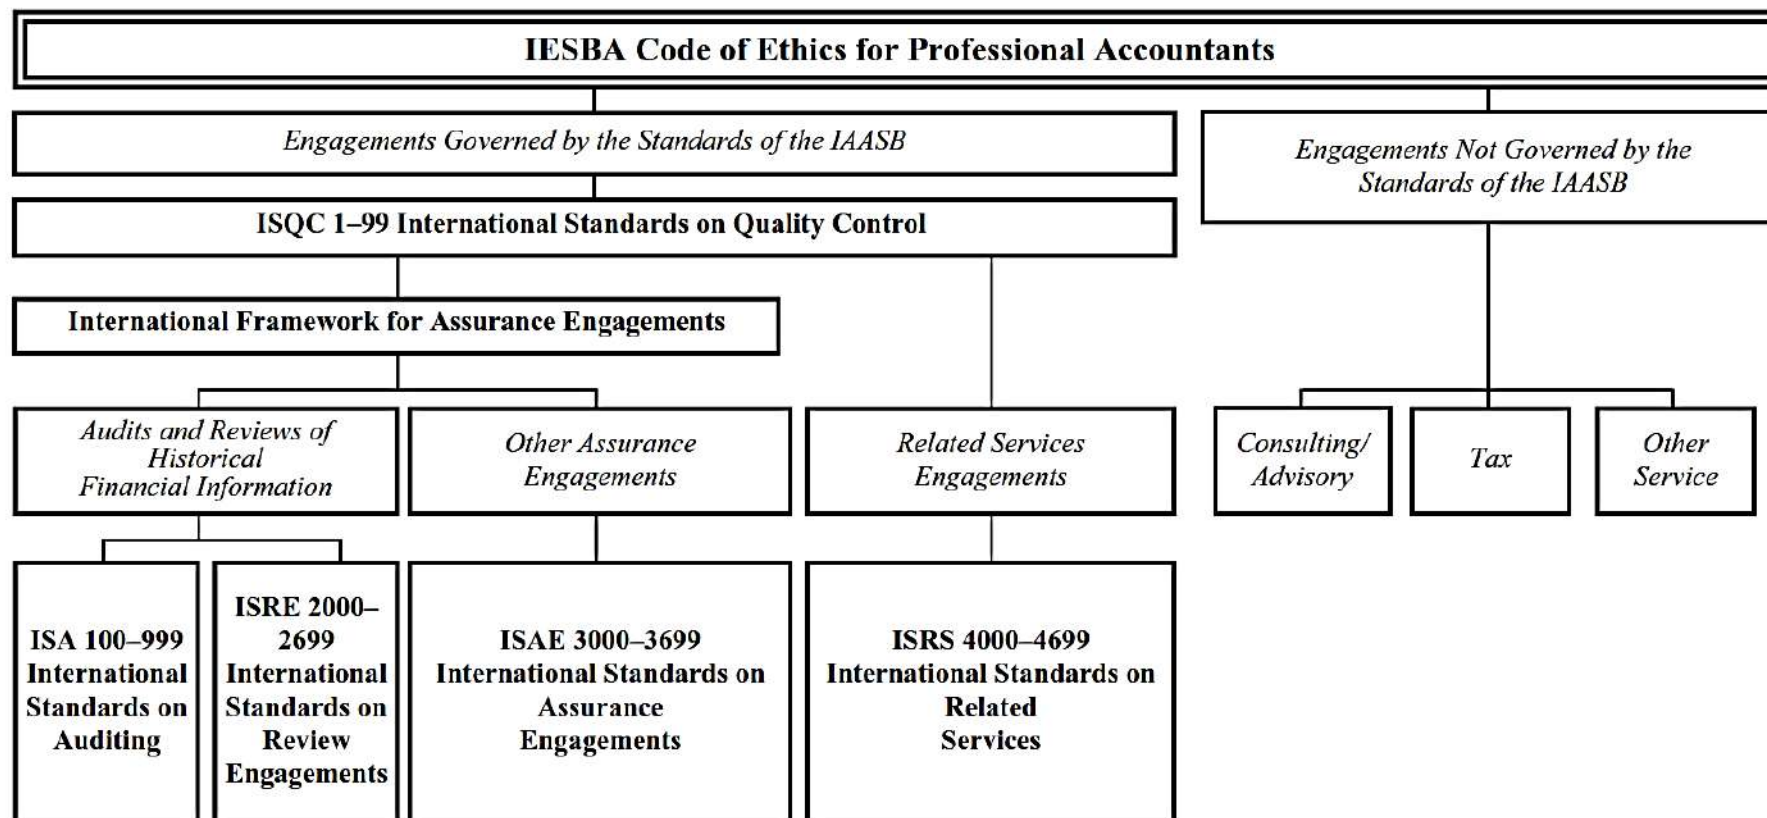 IESBA Code of Ethics for Professional Accountants
Engagements Governed by the Standards of the IAASB
Engagements Not Governed by the
Standards of the IAASB
ISQC 1–99 International Standards on Quality Control
International Framework for Assurance Engagements
Audits and Reviews of
Historical
Financial Information
Other Assurance
Engagements
Related Services
Engagements
Consulting/
Advisory
Tax
Other
Service
ISA 100–999
International
Standards on
Auditing
ISRE 2000–
2699
International
Standards on
Review
Engagements
ISAE 3000–3699
International Standards on
Assurance
Engagements
ISRS 4000–4699
International Standards on
Related
Services